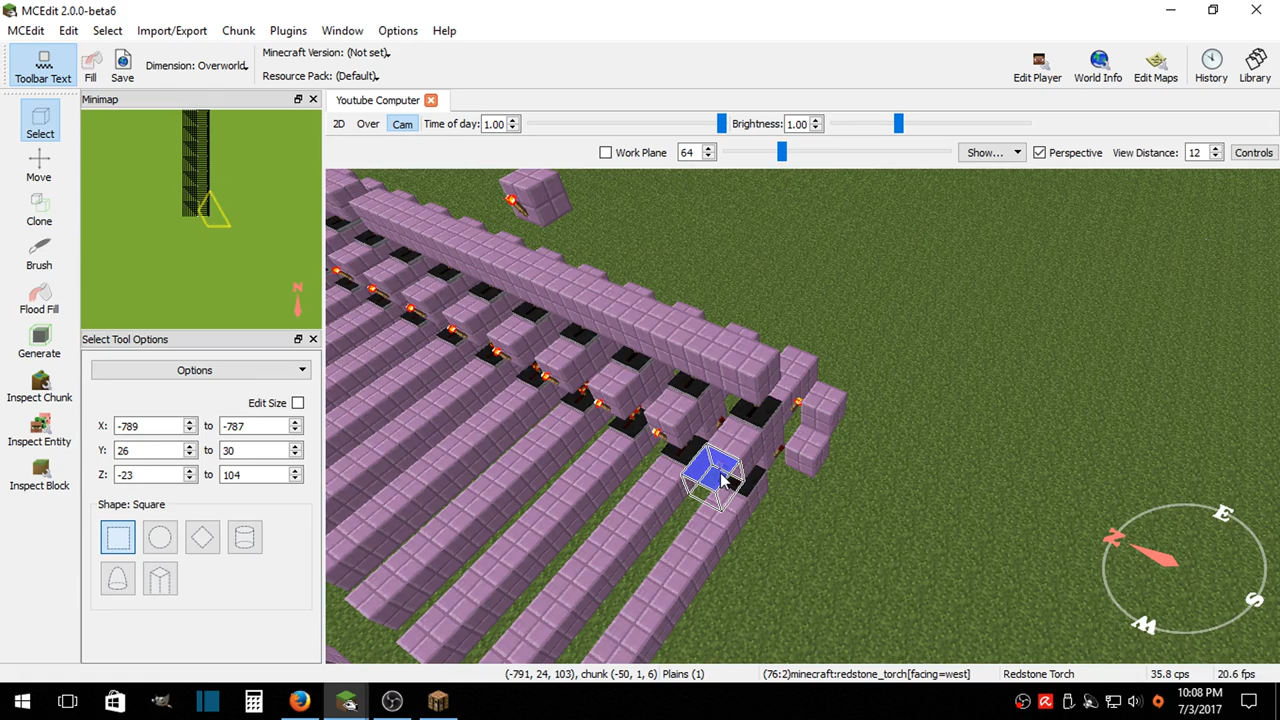 MCEdit 2.0.0-beta6
MCEdit Edit Select Import/Export Chunk Plugins Window Options Help
Toolbar Text Fill Save Dimension: Overworld Minecraft Version: (Not set)
Resource Pack: (Default)
Edit Player World Info Edit Maps History Library
Minimap
Youtube Computer
2D Over Cam Time of day: 1.00 Brightness: 1.00
Work Plane 64 Show... Perspective View Distance: 12 Controls
Select
Move
Clone
Brush
Flood Fill
Generate
Inspect Chunk
Inspect Entity
Inspect Block
N
Select Tool Options
Options
Edit Size
X: -789 to -787
Y: 26 to 30
Z: -23 to 104
Shape: Square
N E S W
(-791, 24, 103), chunk (-50, 1, 6) Plains (1) (76:2)minecraft:redstone_torch[facing=west] Redstone Torch 35.8 cps 20.6 fps
10:08 PM
7/3/2017